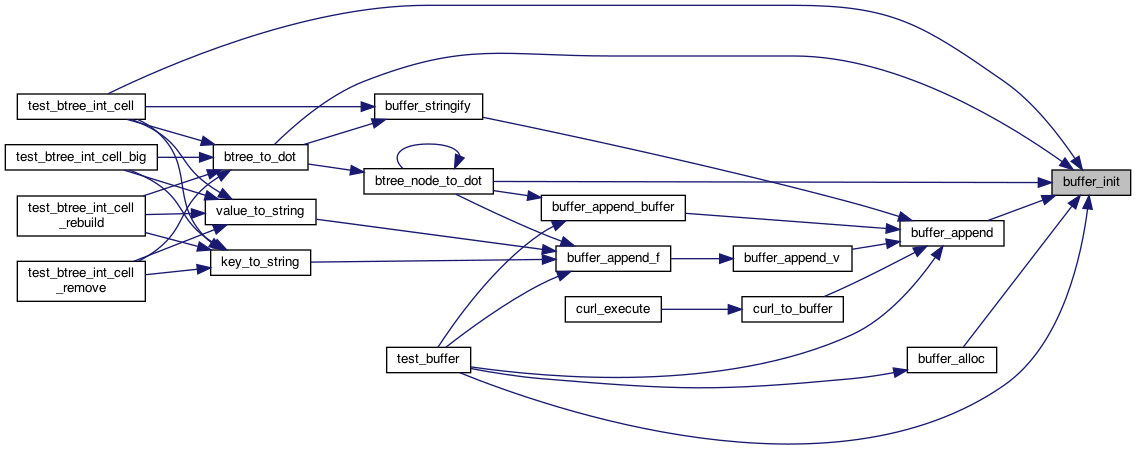 test_btree_int_cell
buffer_stringify
test_btree_int_cell_big
btree_to_dot
btree_node_to_dot
buffer_init
test_btree_int_cell
_rebuild
value_to_string
buffer_append_buffer
buffer_append
key_to_string
buffer_append_f
buffer_append_v
test_btree_int_cell
_remove
curl_execute
curl_to_buffer
test_buffer
buffer_alloc